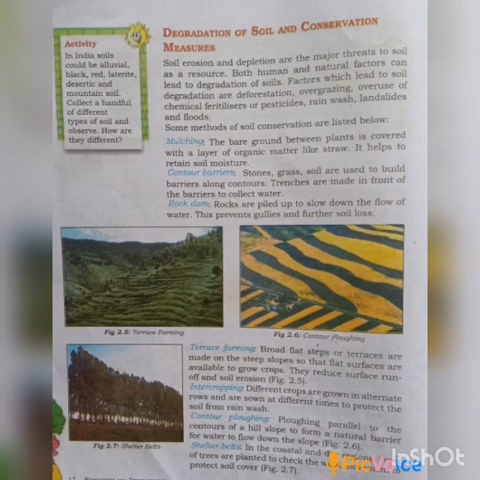 Activity
In India soils
could be alluvial,
black, red, laterite,
desertic and
mountain soil.
Collect a handful
of different
types of soil and
observe. How are
they different?
DEGRADATION OF SOIL AND CONSERVATION
MEASURES
Soil erosion and depletion are the major threats to soil
as a resource. Both human and natural factors can
lead to degradation of soils. Factors which lead to soil
degradation are deforestation, overgrazing, overuse of
chemical feritilisers or pesticides, rain wash, landslides
and floods.
Some methods of soil conservation are listed below:
Mulching: The bare ground between plants is covered
with a layer of organic matter like straw. It helps to
retain soil moisture.
Contour barriers: Stones, grass, soil are used to build
barriers along contours. Trenches are made in front of
the barriers to collect water.
Rock dam: Rocks are piled up to slow down the flow of
water. This prevents gullies and further soil loss.
Fig 2.5: Terrace Farming
Fig 2.6: Contour Ploughing
Terrace farming: Broad flat steps or terraces are
made on the steep slopes so that flat surfaces are
available to grow crops. They reduce surface run-
off and soil erosion (Fig 2.5).
Intercropping: Different crops are grown in alternate
rows and are sown at different times to protect the
soil from rain wash.
Contour ploughing: Ploughing parallel to the
contours of a hill slope to form a natural barrier
for water to flow down the slope (Fig. 2.6).
Shelter belts: In the coastal and dry regions,
of trees are planted to check the
protect soil cover (Fig. 2.7).
Fig 2.7: Shelter Belts
12
InShOt